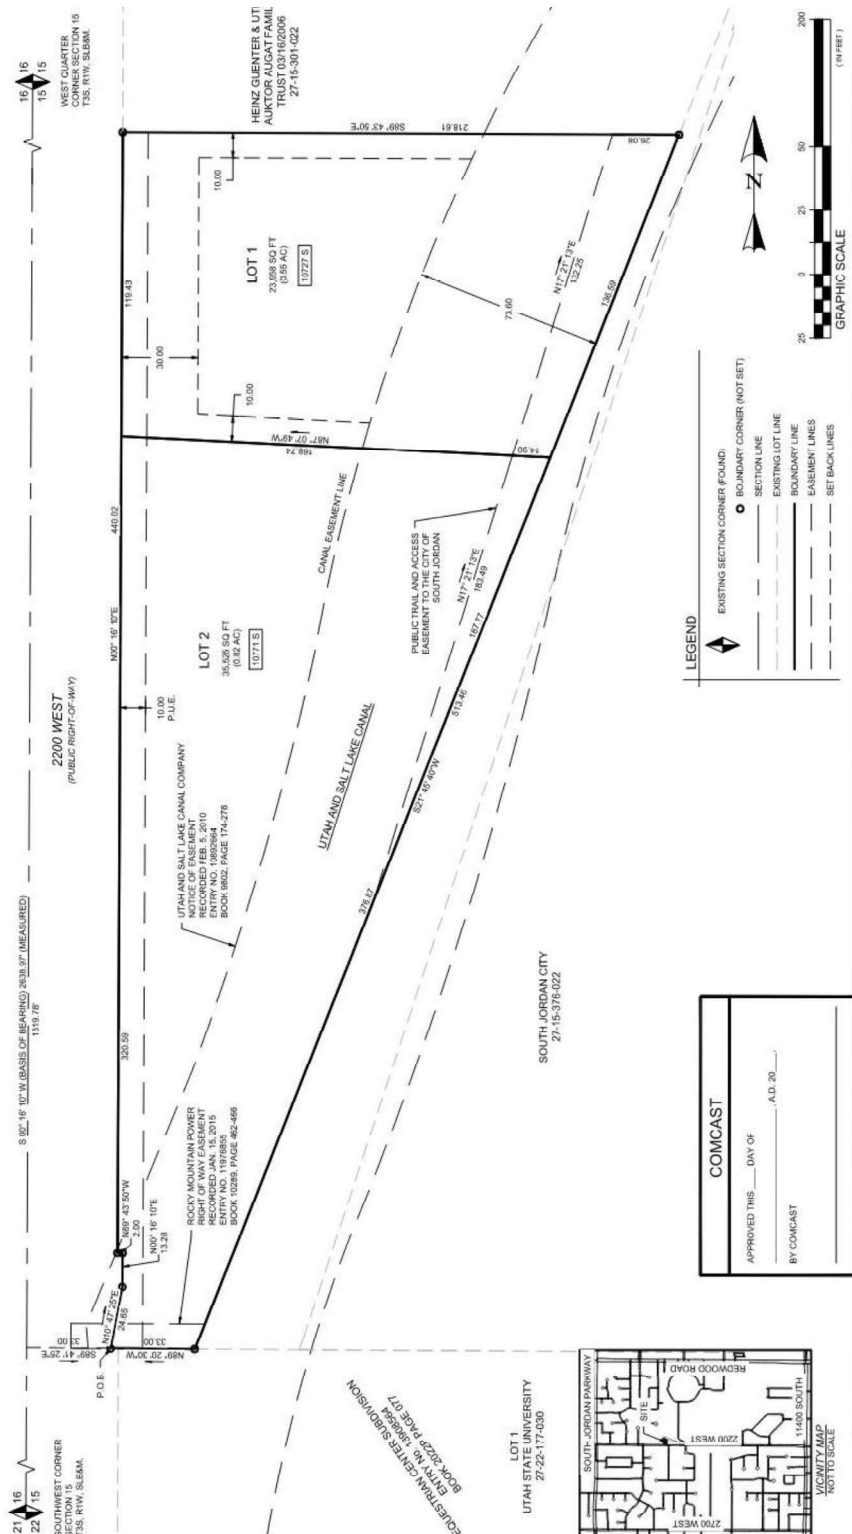 16 16
15 15
WEST QUARTER
CORNER SECTION 15
T3S, R1W, SLB&M.
HEINZ GUENTER & UT
AUKTOR AUGAT FAMIL
TRUST 03/16/2006
27-15-301-022
S89° 43' 50"E
218.61
26.08
10.00
119.43
LOT 1
23,958 SQ FT
(0.55 AC)
10727 S
30.00
10.00
N87° 07' 49"W
168.74
14.90
N17° 21' 13"E
132.25
136.59
73.60
N
200
50
25
0
25
( IN FEET )
GRAPHIC SCALE
LEGEND
EXISTING SECTION CORNER (FOUND)
BOUNDARY CORNER (NOT SET)
SECTION LINE
EXISTING LOT LINE
BOUNDARY LINE
EASEMENT LINES
SET BACK LINES
2200 WEST
(PUBLIC RIGHT-OF-WAY)
440.02
N00° 16' 10"E
LOT 2
35,525 SQ FT
(0.82 AC)
10771 S
10.00
P.U.E.
CANAL EASEMENT LINE
PUBLIC TRAIL AND ACCESS
EASEMENT TO THE CITY OF
SOUTH JORDAN
N17° 21' 13"E
183.49
187.17
513.46
S21° 45' 40"W
376.87
UTAH AND SALT LAKE CANAL
UTAH AND SALT LAKE CANAL COMPANY
NOTICE OF EASEMENT
RECORDED FEB. 5, 2010
ENTRY NO. 10892664
BOOK 9802, PAGE 174-278
S 00° 16' 10" W (BASIS OF BEARING) 2638.97' (MEASURED)
1319.78'
320.59
SOUTH JORDAN CITY
27-15-376-022
ROCKY MOUNTAIN POWER
RIGHT OF WAY EASEMENT
RECORDED JAN. 15, 2015
ENTRY NO. 11976855
BOOK 10289, PAGE 462-466
N89° 43' 50"W
2.00
N00° 16' 10"E
13.28
N10° 47' 25"E
24.65
33.00
S89° 41' 25"E
33.00
N89° 20' 30"W
P.O.B.
COMCAST
APPROVED THIS ___ DAY OF
, A.D. 20___
BY COMCAST
21 16
22 15
SOUTHWEST CORNER
SECTION 15
T3S, R1W, SLB&M.
EQUESTRIAN CENTER SUBDIVISION
ENTRY No. 13908564
BOOK 2022P PAGE 077
LOT 1
UTAH STATE UNIVERSITY
27-22-177-030
SOUTH JORDAN PARKWAY
REDWOOD ROAD
SITE
2200 WEST
2700 WEST
11400 SOUTH
VICINITY MAP
NOT TO SCALE